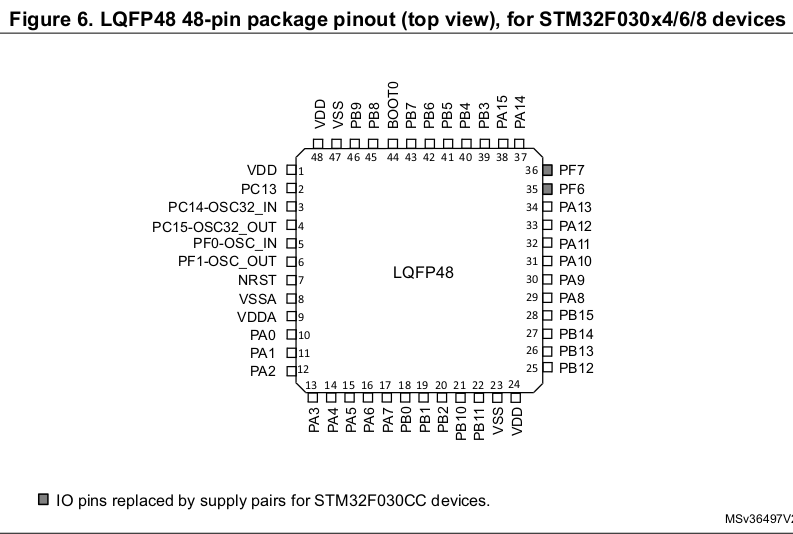 Figure 6. LQFP48 48-pin package pinout (top view), for STM32F030x4/6/8 devices
VDD VSS PB9 PB8 BOOT0 PB7 PB6 PB5 PB4 PB3 PA15 PA14
48 47 46 45 44 43 42 41 40 39 38 37
VDD 1 36 PF7
PC13 2 35 PF6
PC14-OSC32_IN 3 34 PA13
PC15-OSC32_OUT 4 33 PA12
PF0-OSC_IN 5 32 PA11
PF1-OSC_OUT 6 31 PA10
LQFP48
NRST 7 30 PA9
VSSA 8 29 PA8
VDDA 9 28 PB15
PA0 10 27 PB14
PA1 11 26 PB13
PA2 12 25 PB12
13 14 15 16 17 18 19 20 21 22 23 24
PA3 PA4 PA5 PA6 PA7 PB0 PB1 PB2 PB10 PB11 VSS VDD
IO pins replaced by supply pairs for STM32F030CC devices.
MSv36497V2